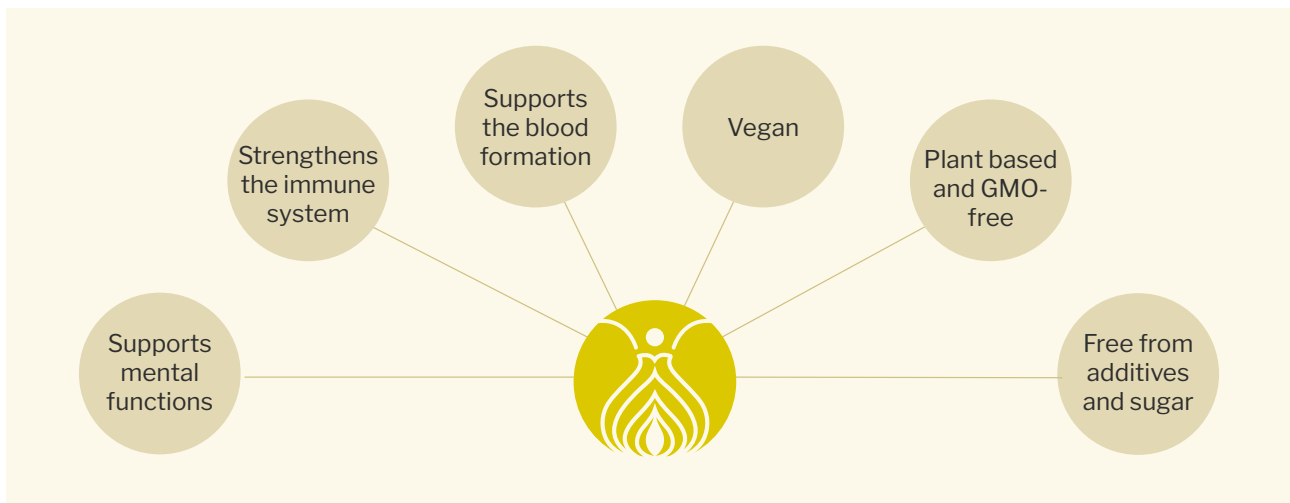 Supports
mental
functions
Strengthens
the immune
system
Supports
the blood
formation
Vegan
Plant based
and GMO-
free
Free from
additives
and sugar